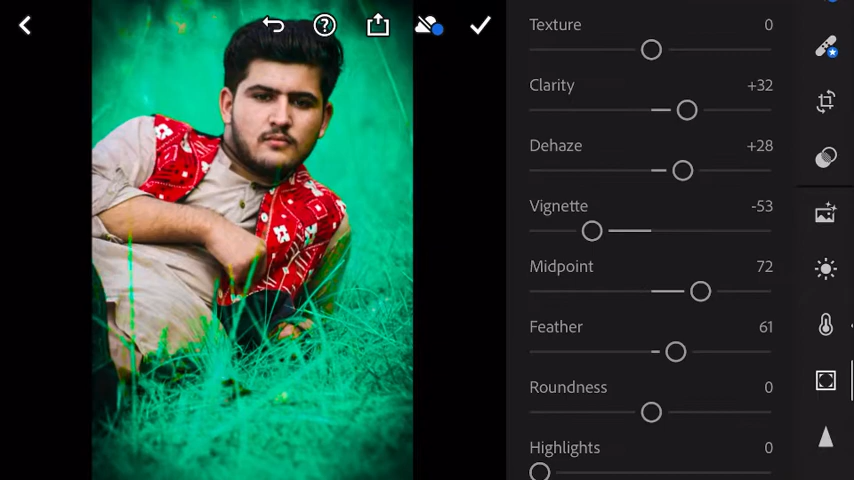 Texture 0
Clarity +32
Dehaze +28
Vignette -53
Midpoint 72
Feather 61
Roundness 0
Highlights 0